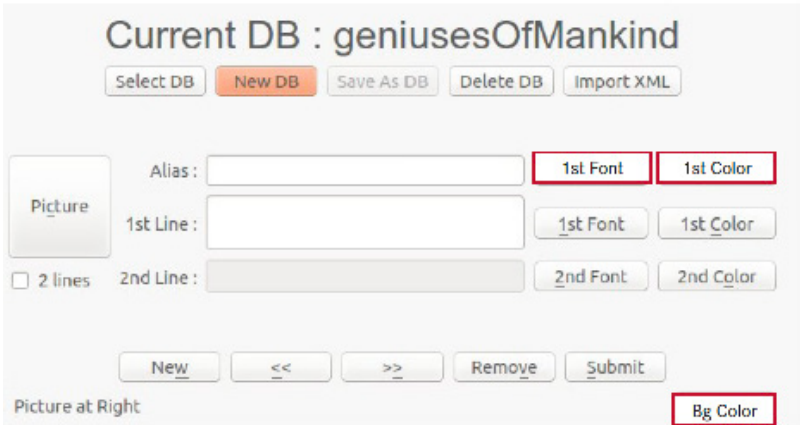 Current DB : geniusesOfMankind
Select DB New DB Save As DB Delete DB Import XML
Alias : 1st Font 1st Color
Picture
1st Line : 1st Font 1st Color
2 lines 2nd Line : 2nd Font 2nd Color
New << >> Remove Submit
Picture at Right
Bg Color